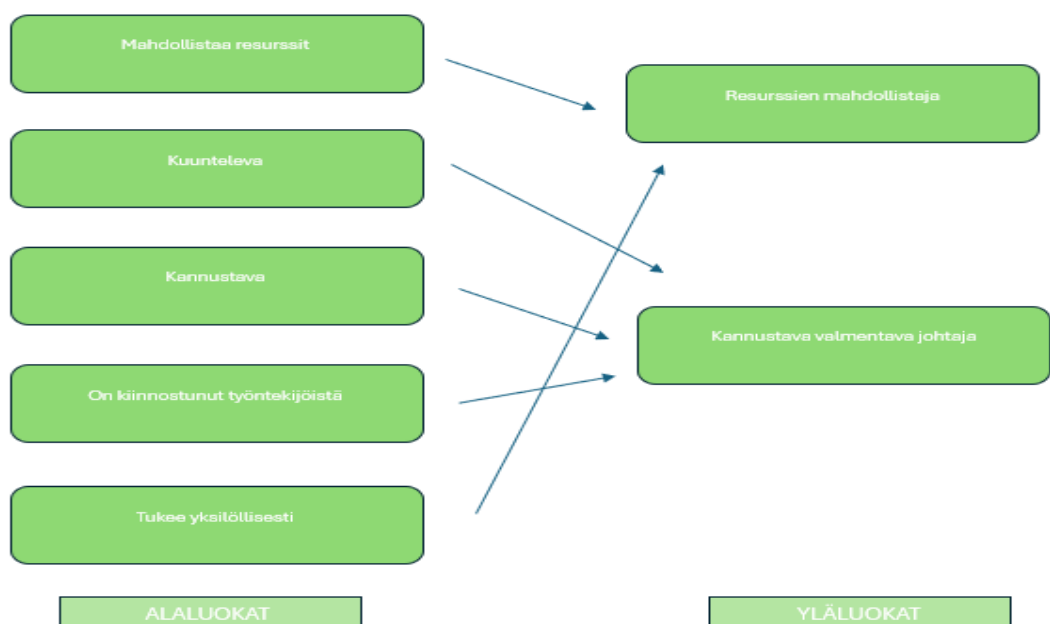 Mahdollistaa resurssit
Kuunteleva
Kannustava
On kiinnostunut työntekijöistä
Tukee yksilöllisesti
ALALUOKAT
Resurssien mahdollistaja
Kannustava valmentava johtaja
YLÄLUOKAT